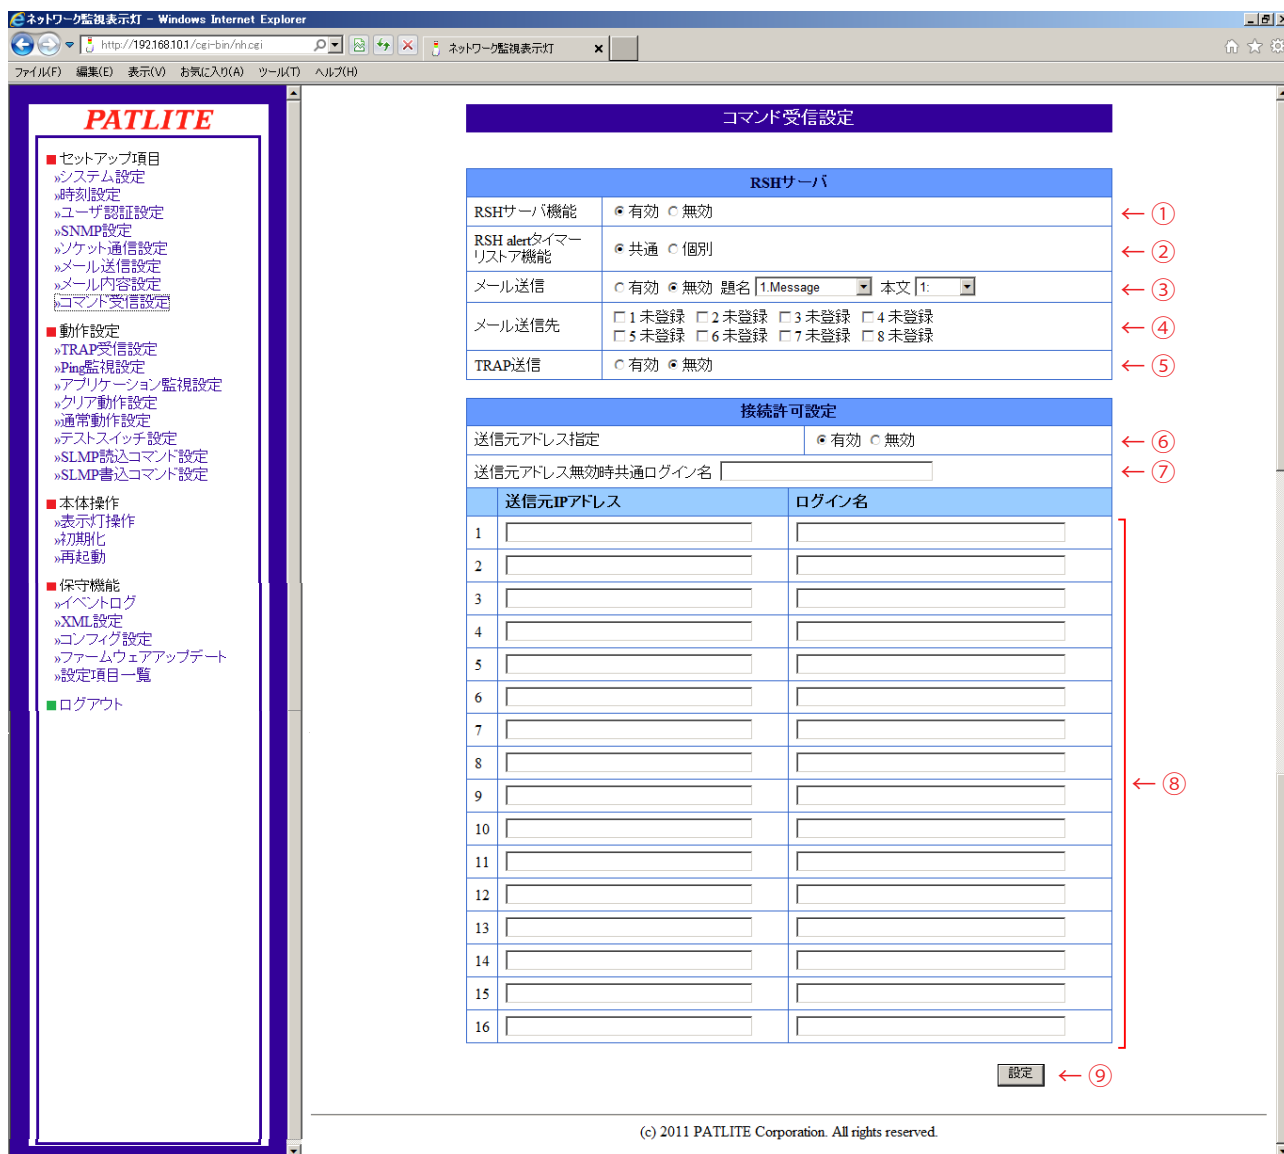 ネットワーク監視表示灯 - Windows Internet Explorer
http://192.168.10.1/cgi-bin/nh.cgi
ネットワーク監視表示灯
ファイル(F) 編集(E) 表示(V) お気に入り(A) ツール(T) ヘルプ(H)
PATLITE
セットアップ項目
»システム設定
»時刻設定
»ユーザ認証設定
»SNMP設定
»ソケット通信設定
»メール送信設定
»メール内容設定
»コマンド受信設定
動作設定
»TRAP受信設定
»Ping監視設定
»アプリケーション監視設定
»クリア動作設定
»通常動作設定
»テストスイッチ設定
»SLMP読込コマンド設定
»SLMP書込コマンド設定
本体操作
»表示灯操作
»初期化
»再起動
保守機能
»イベントログ
»XML設定
»コンフィグ設定
»ファームウェアアップデート
»設定項目一覧
ログアウト
コマンド受信設定
RSHサーバ
RSHサーバ機能 有効 無効 ← ①
RSH alertタイマー
リストア機能 共通 個別 ← ②
メール送信 有効 無効 題名 1.Message 本文 1: ← ③
メール送信先 1 未登録 2 未登録 3 未登録 4 未登録
5 未登録 6 未登録 7 未登録 8 未登録 ← ④
TRAP送信 有効 無効 ← ⑤
接続許可設定
送信元アドレス指定 有効 無効 ← ⑥
送信元アドレス無効時共通ログイン名 ← ⑦
送信元IPアドレス ログイン名
1
2
3
4
5
6
7
8
9
← ⑧
10
11
12
13
14
15
16
設定 ← ⑨
(c) 2011 PATLITE Corporation. All rights reserved.